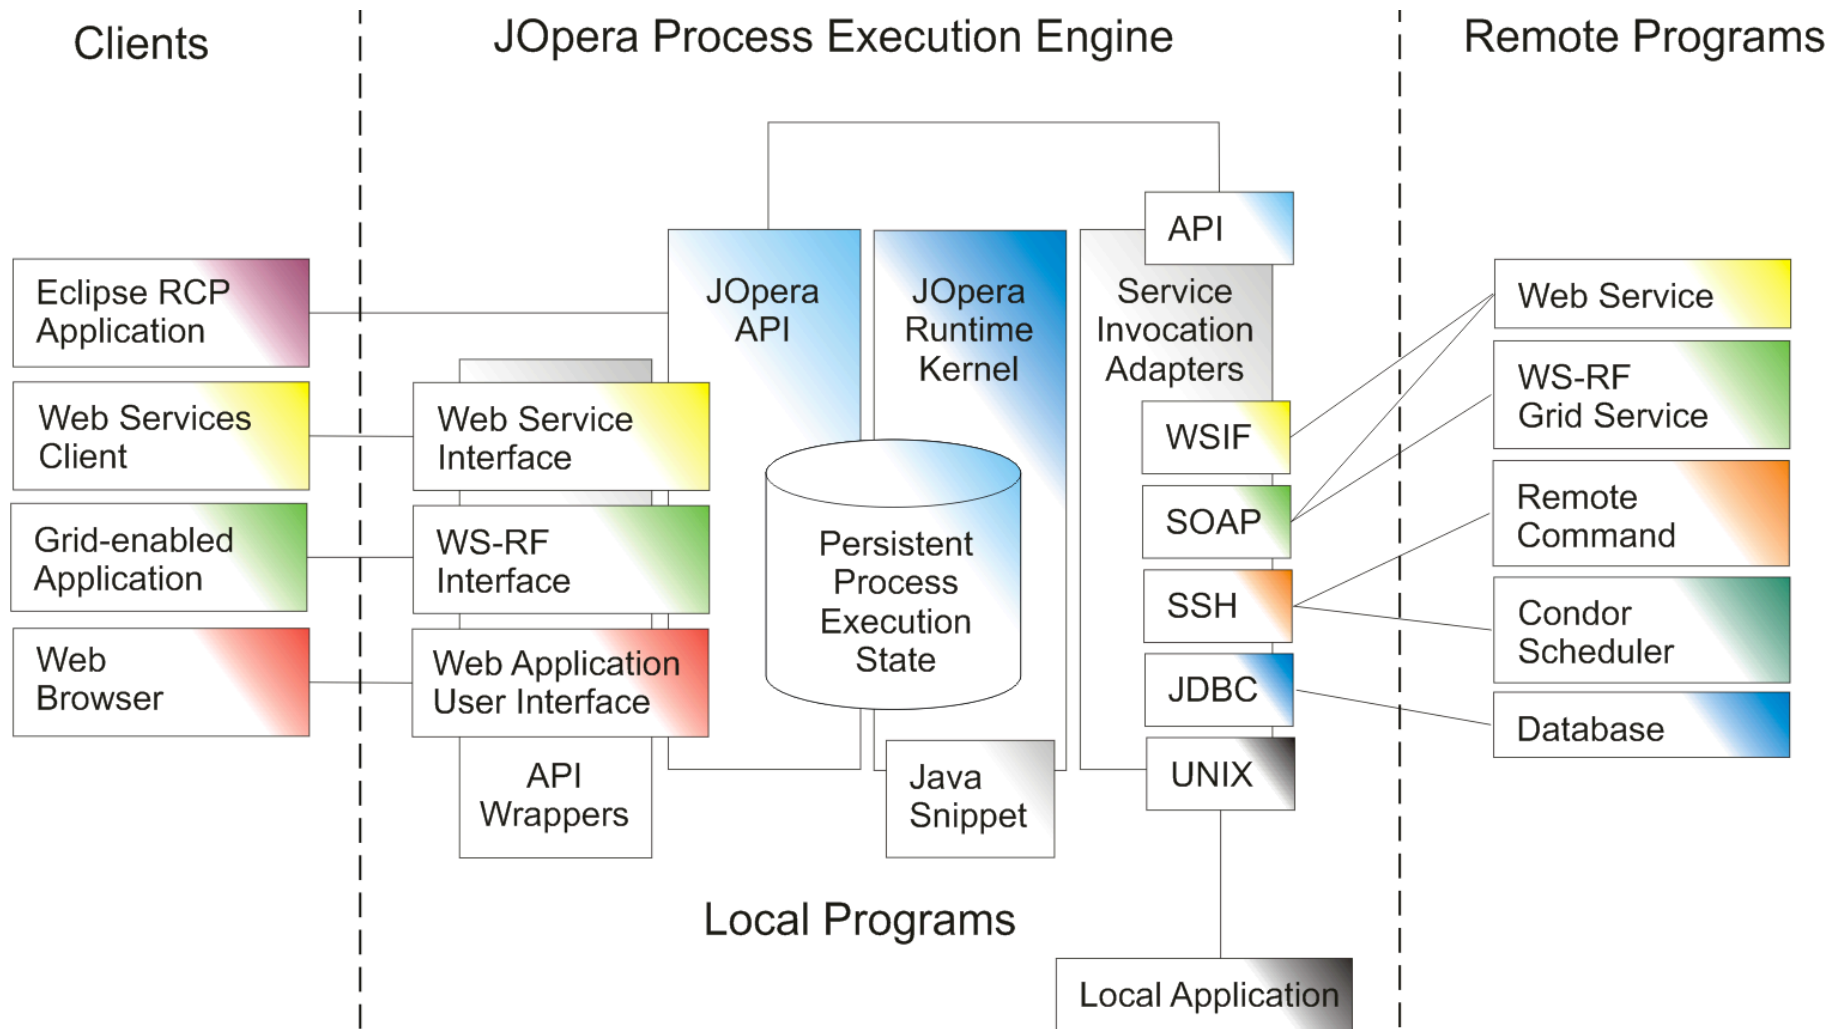 Clients
JOpera Process Execution Engine
Remote Programs
Eclipse RCP
Application
Web Services
Client
Grid-enabled
Application
Web
Browser
Web Service
Interface
WS-RF
Interface
Web Application
User Interface
API
Wrappers
JOpera
API
JOpera
Runtime
Kernel
Persistent
Process
Execution
State
Java
Snippet
API
Service
Invocation
Adapters
WSIF
SOAP
SSH
JDBC
UNIX
Web Service
WS-RF
Grid Service
Remote
Command
Condor
Scheduler
Database
Local Programs
Local Application